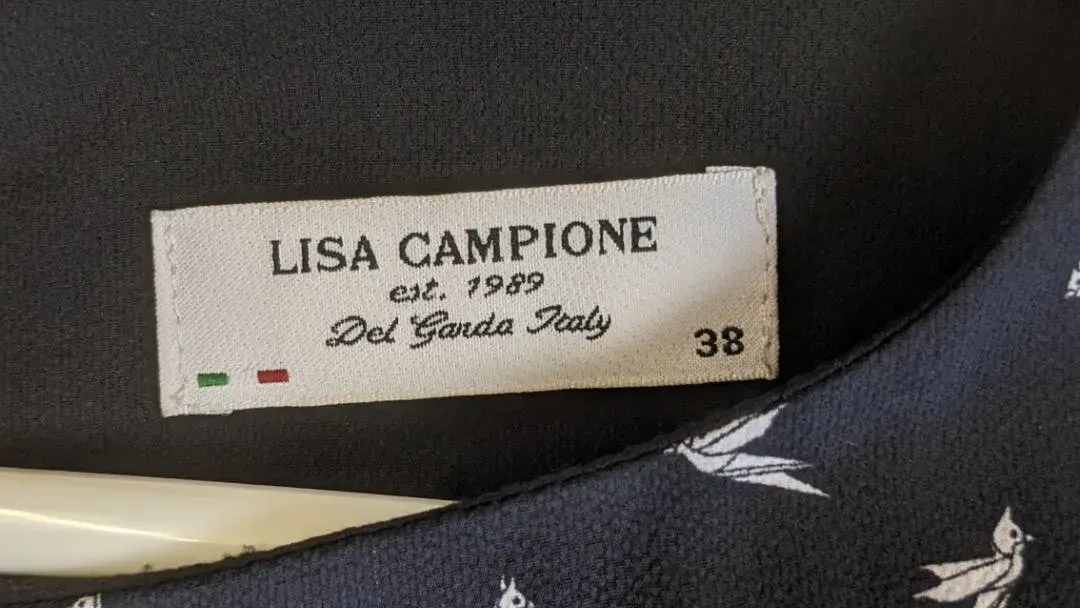 LISA CAMPIONE
est. 1989
Del Garda Italy
38